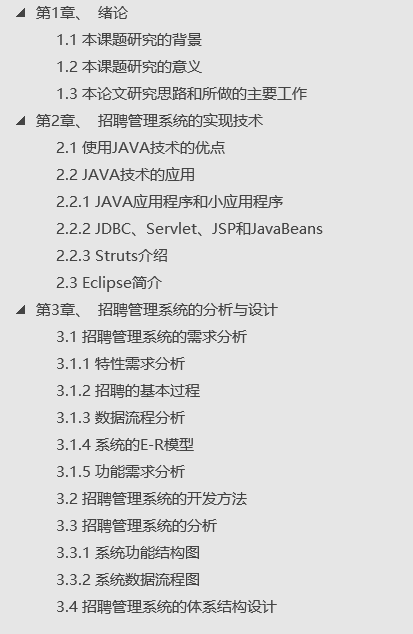 第1章、 绪论
1.1 本课题研究的背景
1.2 本课题研究的意义
1.3 本论文研究思路和所做的主要工作
第2章、 招聘管理系统的实现技术
2.1 使用JAVA技术的优点
2.2 JAVA技术的应用
2.2.1 JAVA应用程序和小应用程序
2.2.2 JDBC、Servlet、JSP和JavaBeans
2.2.3 Struts介绍
2.3 Eclipse简介
第3章、 招聘管理系统的分析与设计
3.1 招聘管理系统的需求分析
3.1.1 特性需求分析
3.1.2 招聘的基本过程
3.1.3 数据流程分析
3.1.4 系统的E-R模型
3.1.5 功能需求分析
3.2 招聘管理系统的开发方法
3.3 招聘管理系统的分析
3.3.1 系统功能结构图
3.3.2 系统数据流程图
3.4 招聘管理系统的体系结构设计